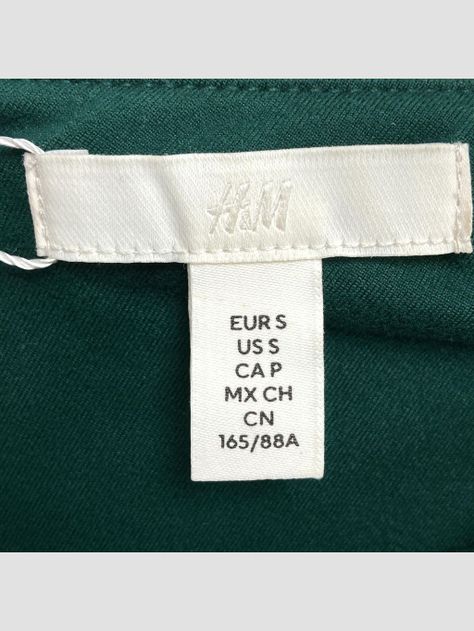 H&M
EUR S
US S
CA P
MX CH
CN
165/88A